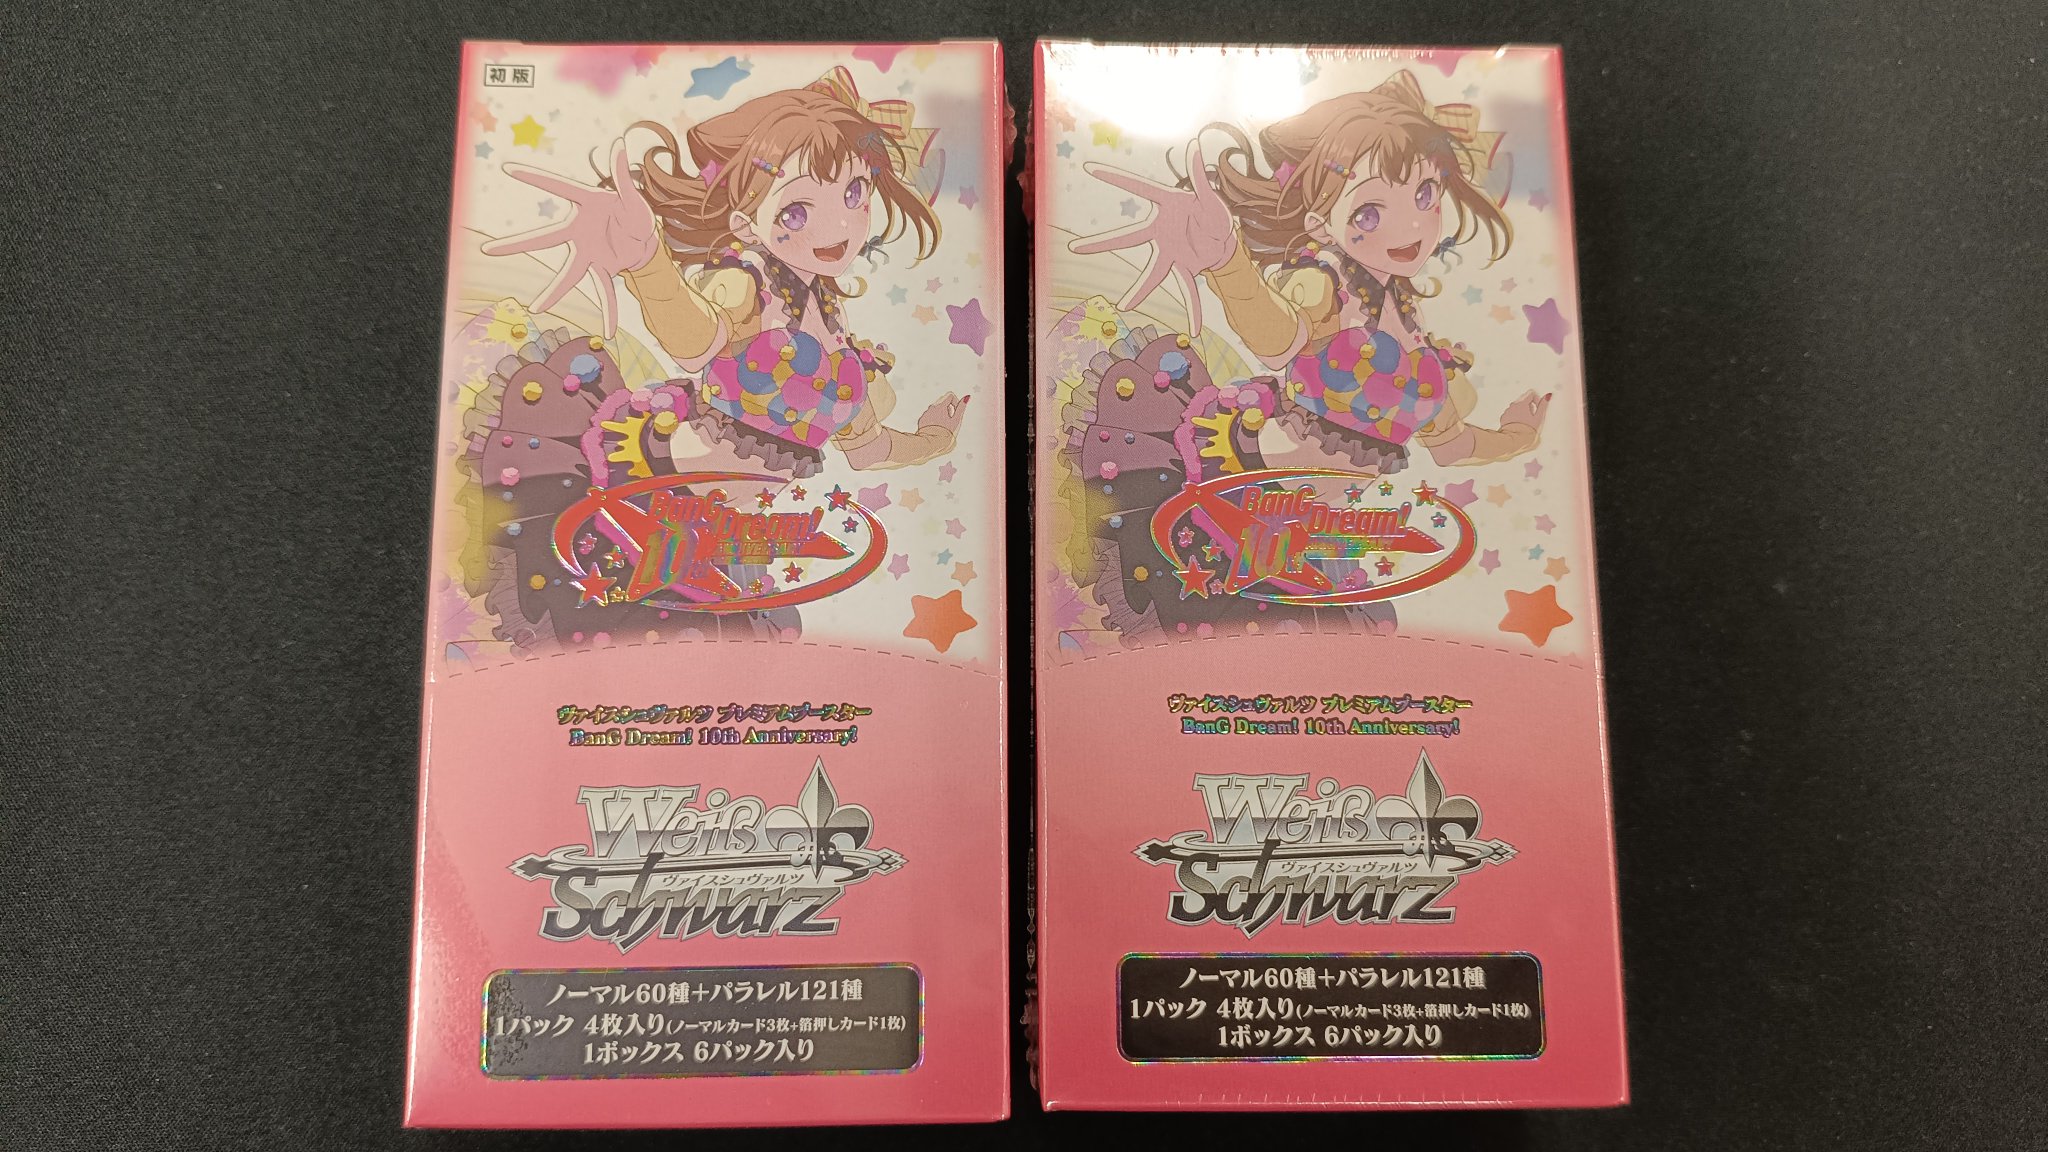 初版
BanG
Dream!
10th
ANNIVERSARY
ヴァイスシュヴァルツ プレミアムブースター
BanG Dream! 10th Anniversary!
Weiß
ヴァイスシュヴァルツ
Schwarz
ノーマル60種+パラレル121種
1パック 4枚入り(ノーマルカード3枚+箔押しカード1枚)
1ボックス 6パック入り
BanG
Dream!
10th
ANNIVERSARY
ヴァイスシュヴァルツ プレミアムブースター
BanG Dream! 10th Anniversary!
Weiß
ヴァイスシュヴァルツ
Schwarz
ノーマル60種+パラレル121種
1パック 4枚入り(ノーマルカード3枚+箔押しカード1枚)
1ボックス 6パック入り